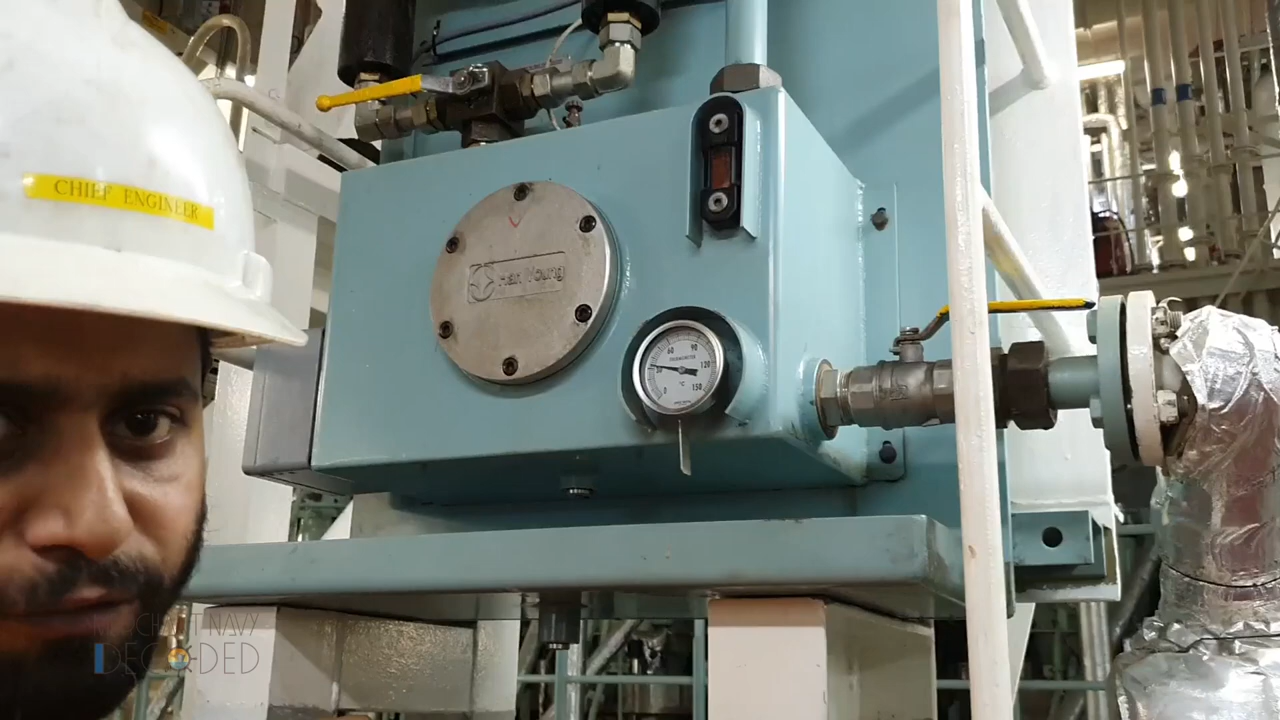 CHIEF ENGINEER
Han Young
60 90
30 120
0 °C 150
THERMOMETER
MERCHANT NAVY
DECODED